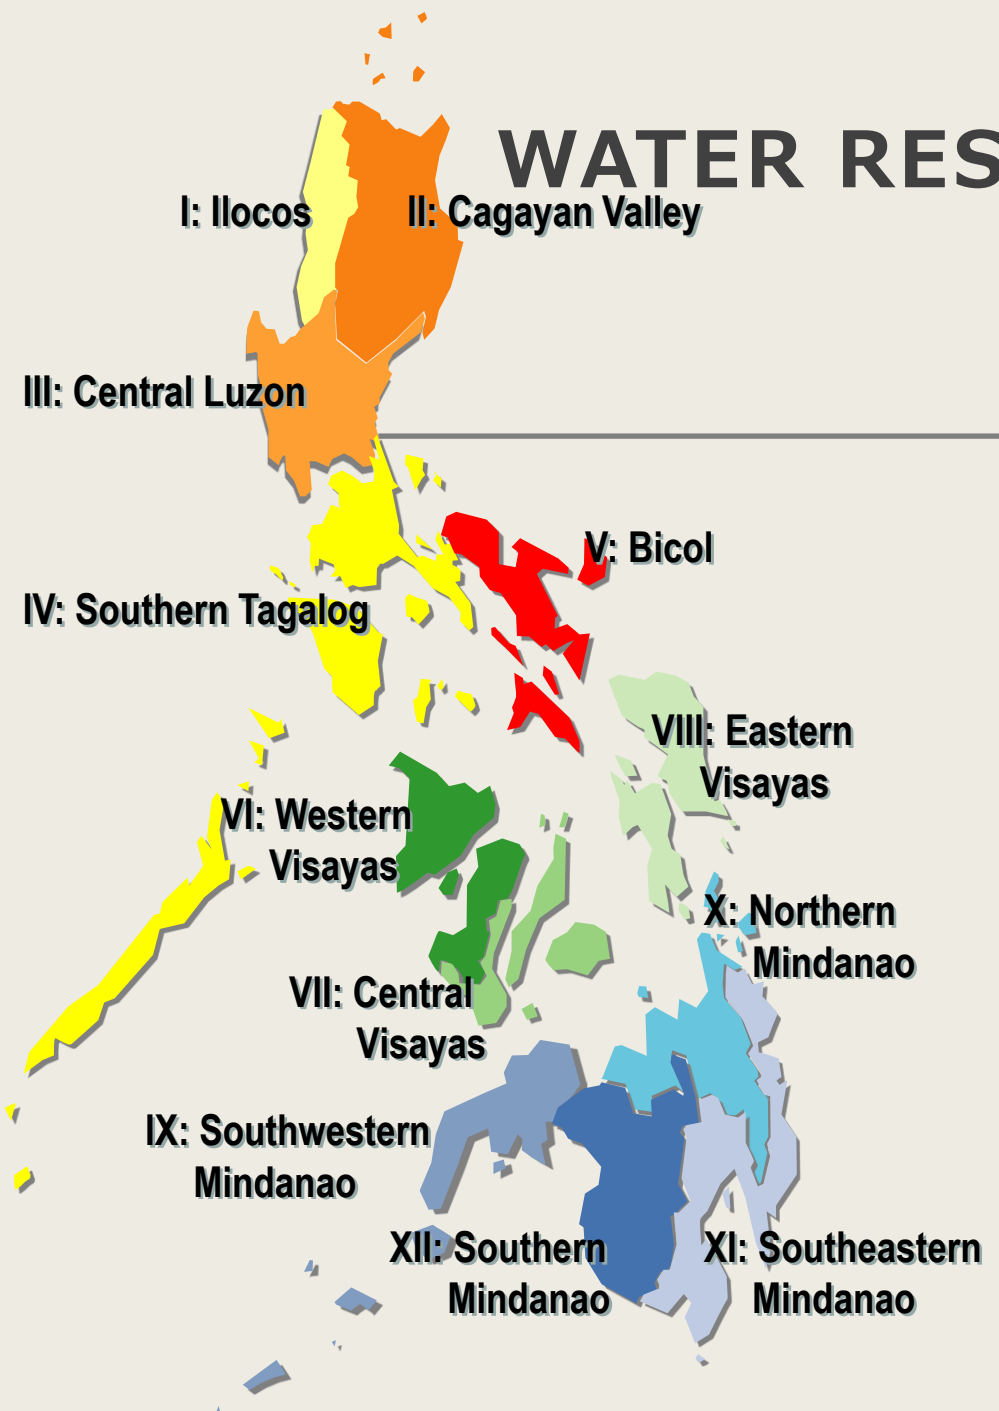 WATER RES
I: Ilocos
II: Cagayan Valley
III: Central Luzon
V: Bicol
IV: Southern Tagalog
VIII: Eastern
Visayas
VI: Western
Visayas
X: Northern
Mindanao
VII: Central
Visayas
IX: Southwestern
Mindanao
XII: Southern
Mindanao
XI: Southeastern
Mindanao